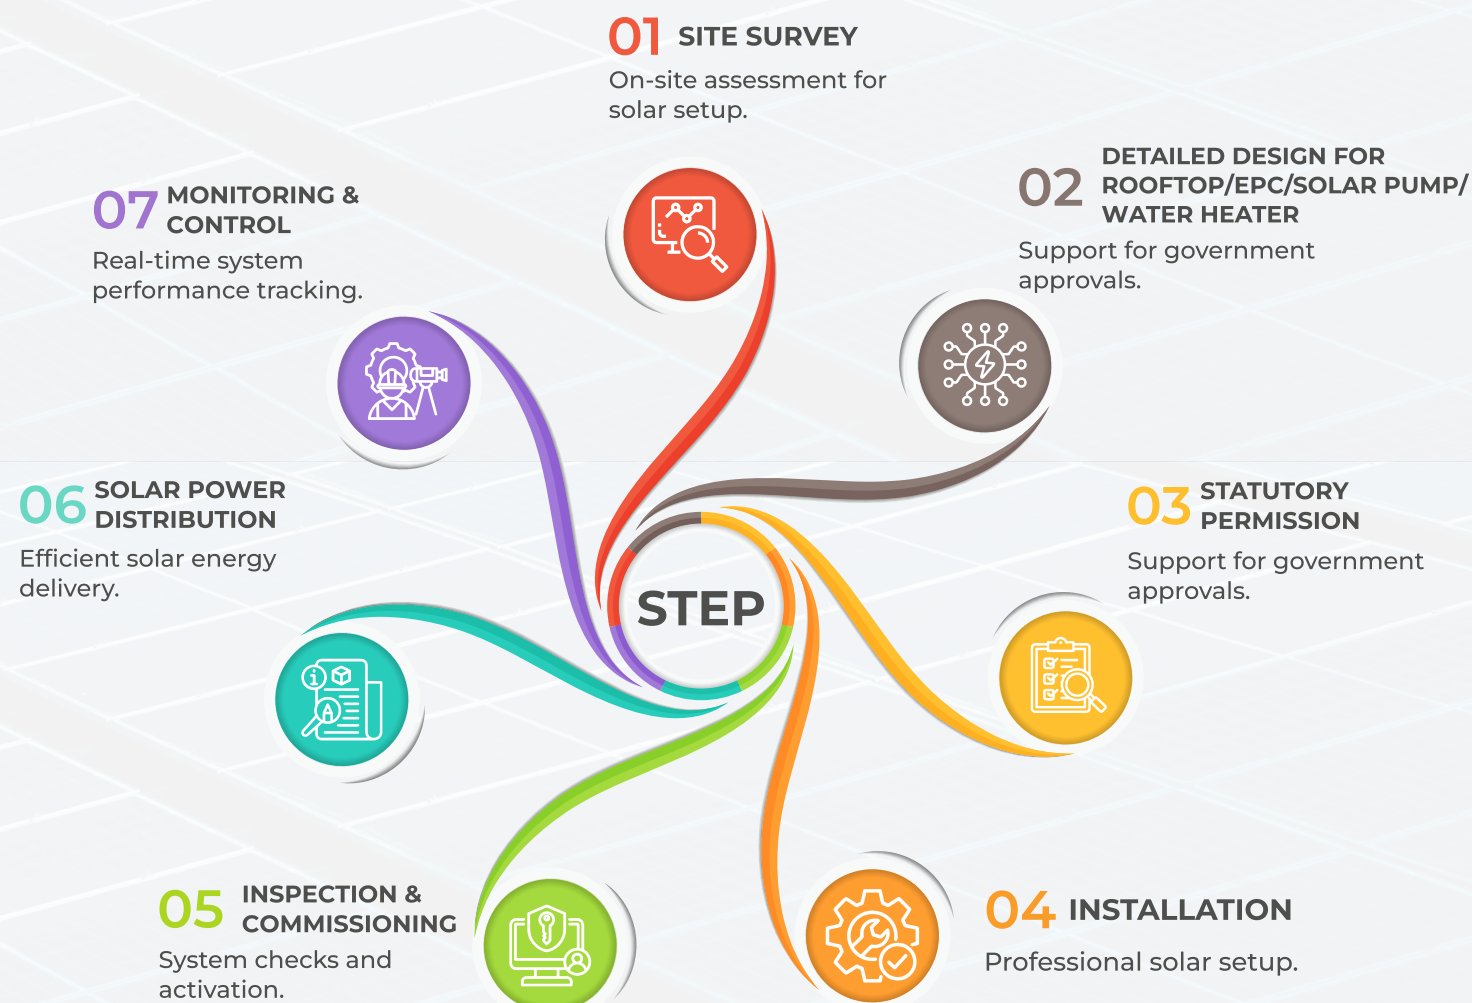 01 SITE SURVEY
On-site assessment for
solar setup.
02 DETAILED DESIGN FOR
ROOFTOP/EPC/SOLAR PUMP/
WATER HEATER
Support for government
approvals.
03 STATUTORY
PERMISSION
Support for government
approvals.
04 INSTALLATION
Professional solar setup.
05 INSPECTION &
COMMISSIONING
System checks and
activation.
06 SOLAR POWER
DISTRIBUTION
Efficient solar energy
delivery.
07 MONITORING &
CONTROL
Real-time system
performance tracking.
STEP
i
A